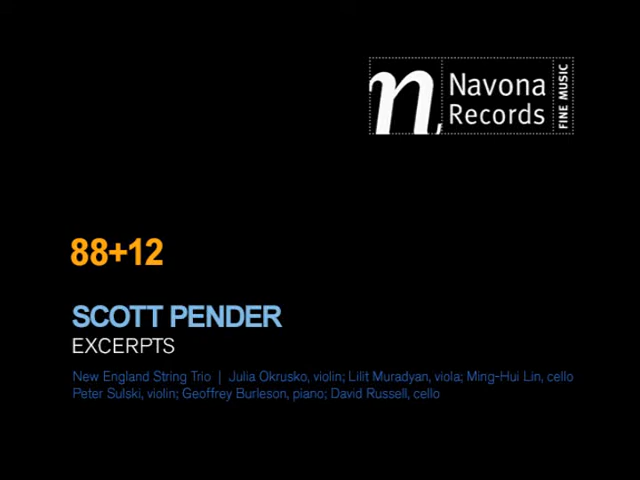 n
Navona
Records
FINE MUSIC
88+12
SCOTT PENDER
EXCERPTS
New England String Trio | Julia Okrusko, violin; Lilit Muradyan, viola; Ming-Hui Lin, cello
Peter Sulski, violin; Geoffrey Burleson, piano; David Russell, cello